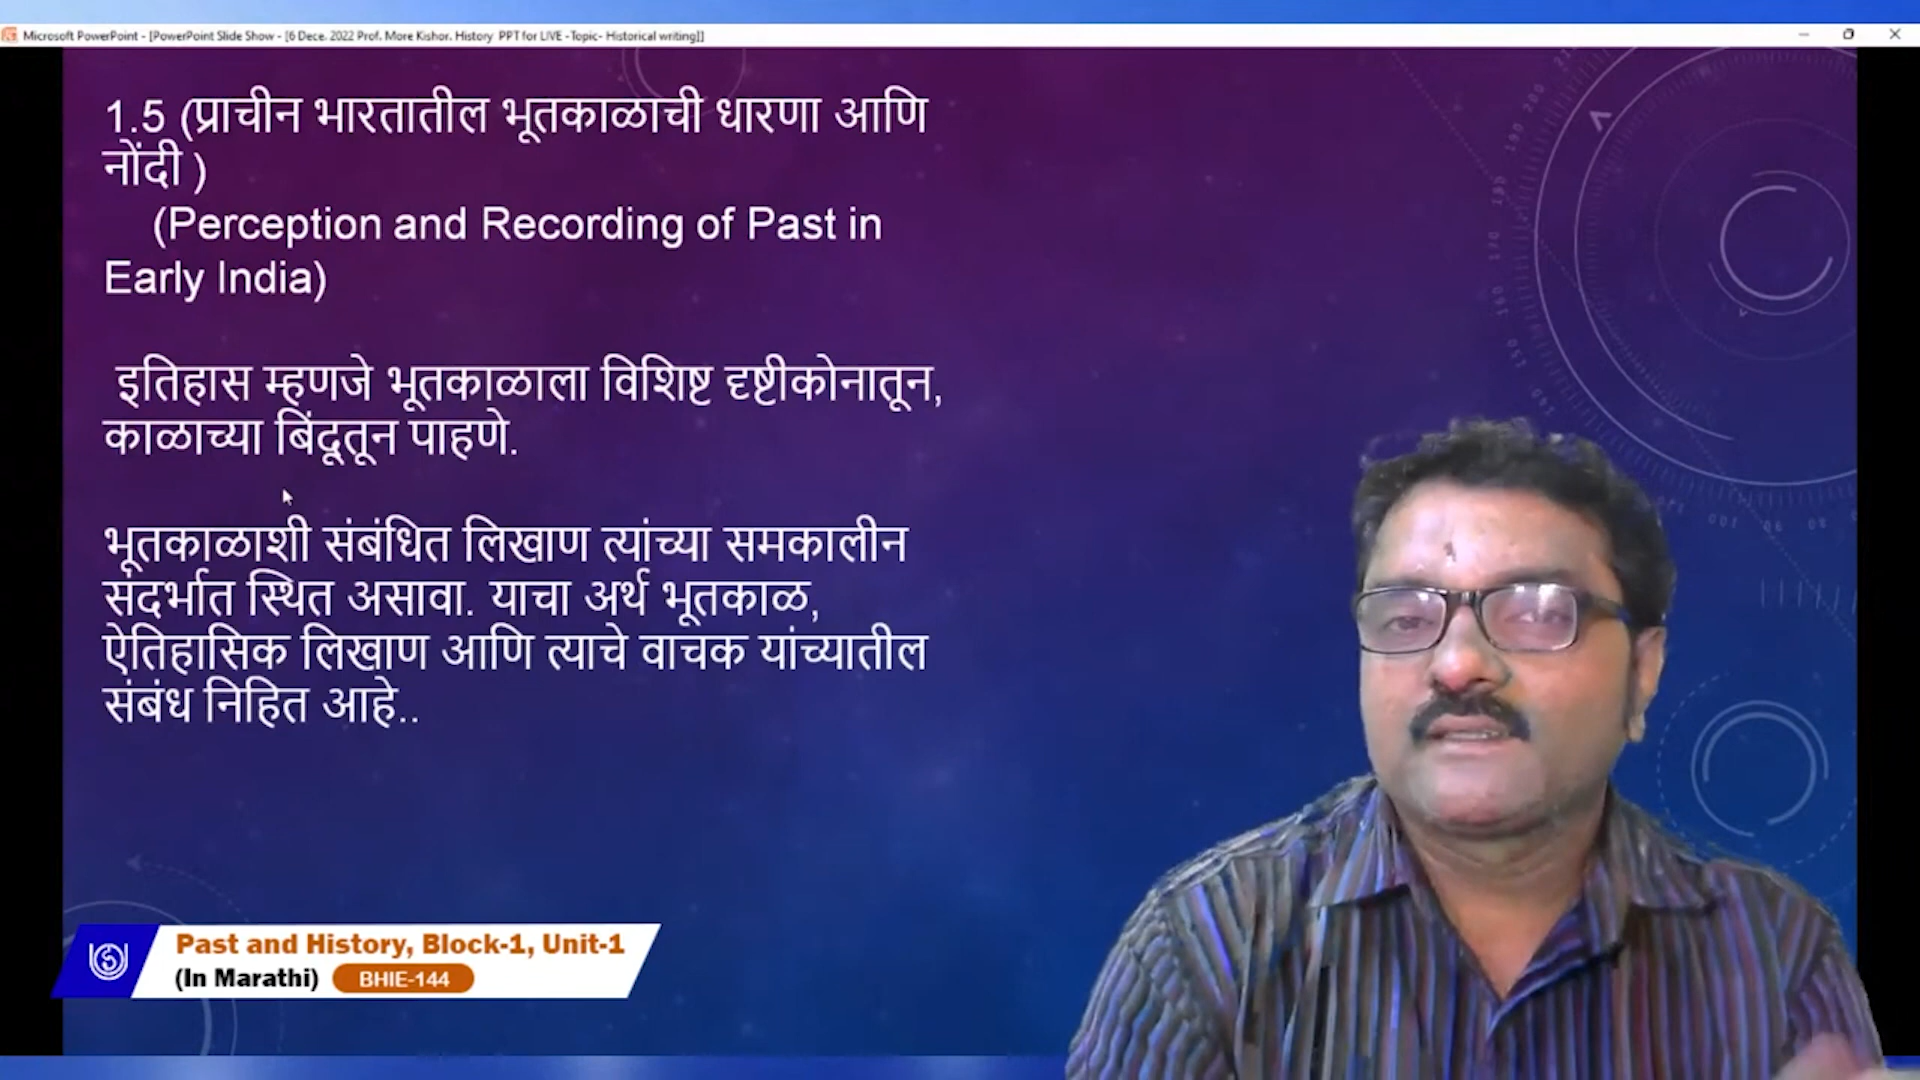 Microsoft PowerPoint - [PowerPoint Slide Show - [6 Dece. 2022 Prof. More Kishor. History PPT for LIVE -Topic- Historical writing]]
1.5 (प्राचीन भारतातील भूतकाळाची धारणा आणि
नोंदी )
(Perception and Recording of Past in
Early India)
इतिहास म्हणजे भूतकाळाला विशिष्ट दृष्टीकोनातून,
काळाच्या बिंदूतून पाहणे.
भूतकाळाशी संबंधित लिखाण त्यांच्या समकालीन
संदर्भात स्थित असावा. याचा अर्थ भूतकाळ,
ऐतिहासिक लिखाण आणि त्याचे वाचक यांच्यातील
संबंध निहित आहे..
Past and History, Block-1, Unit-1
(In Marathi) BHIE-144